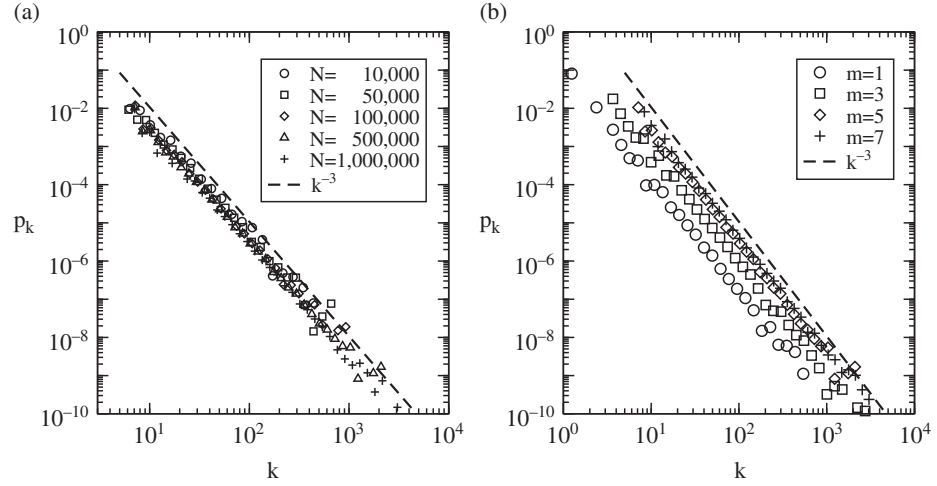 (a)
10^0
10^-2
10^-4
p_k
10^-6
10^-8
10^-10
10^1 10^2 10^3 10^4
k
N= 10,000
N= 50,000
N= 100,000
N= 500,000
N=1,000,000
k^-3
(b)
10^0
10^-2
10^-4
p_k
10^-6
10^-8
10^-10
10^0 10^1 10^2 10^3 10^4
k
m=1
m=3
m=5
m=7
k^-3